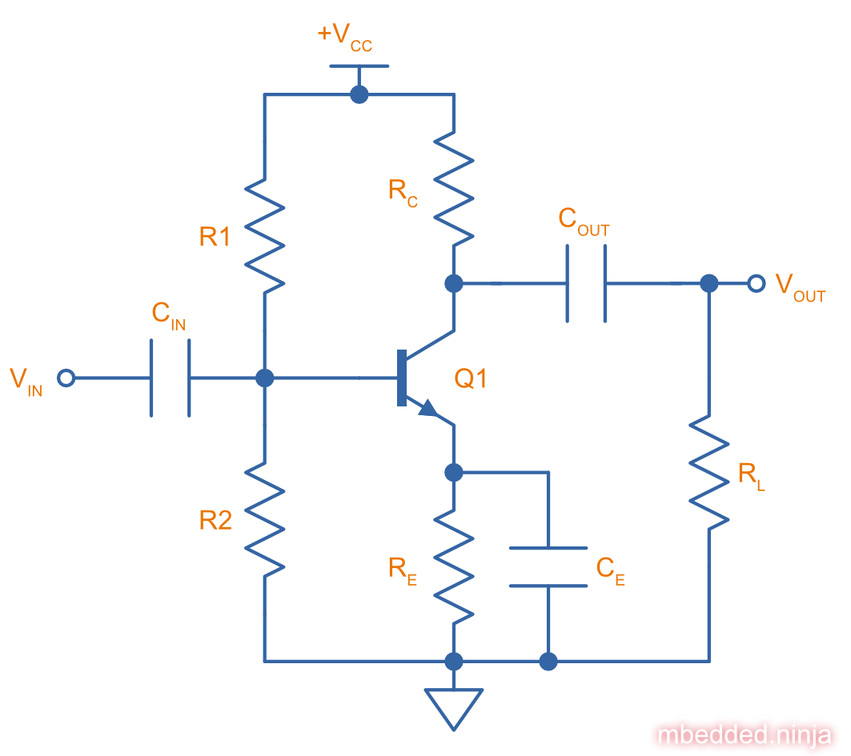 +VCC
RC
R1
COUT
VOUT
CIN
VIN
Q1
RL
R2
RE
CE
mbedded.ninja